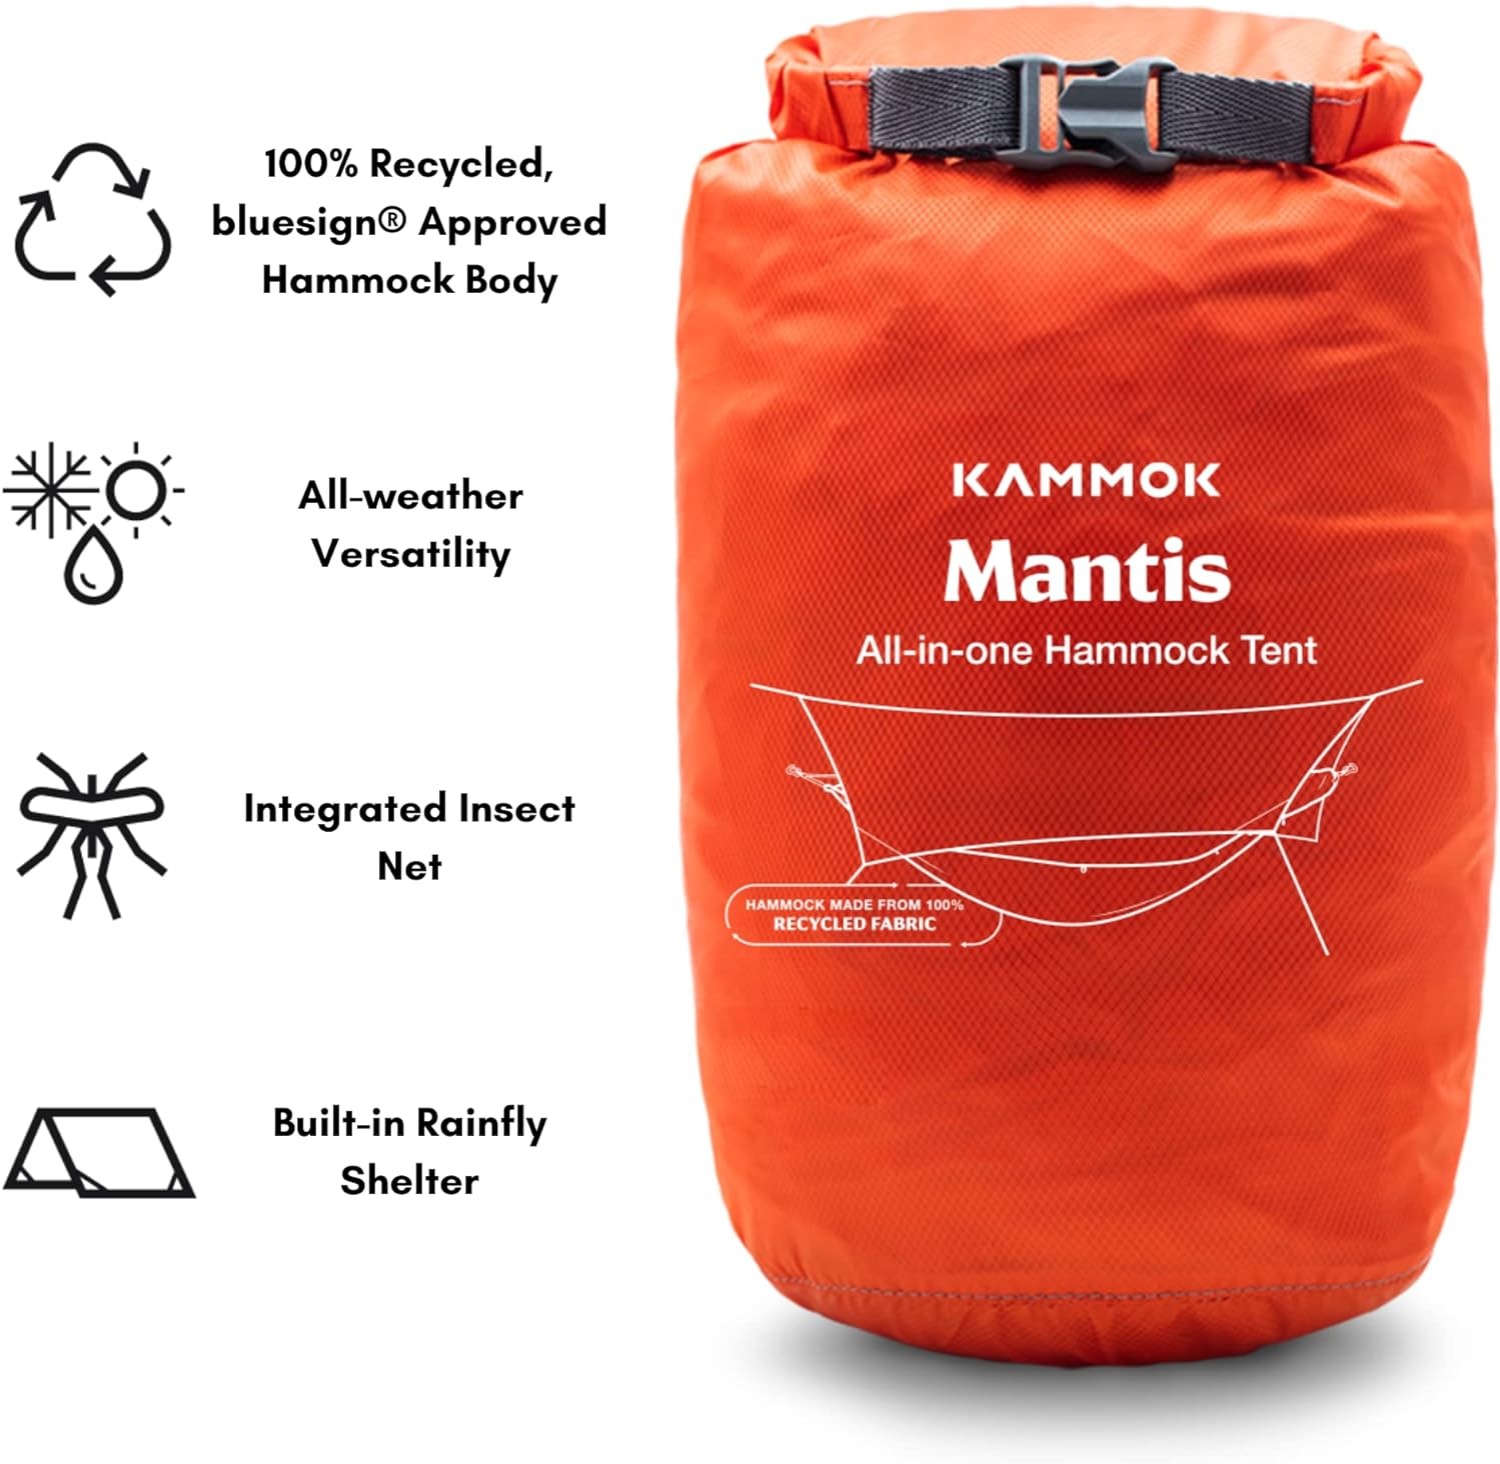 100% Recycled,
bluesign® Approved
Hammock Body
All-weather
Versatility
Integrated Insect
Net
Built-in Rainfly
Shelter
KAMMOK
Mantis
All-in-one Hammock Tent
HAMMOCK MADE FROM 100%
RECYCLED FABRIC